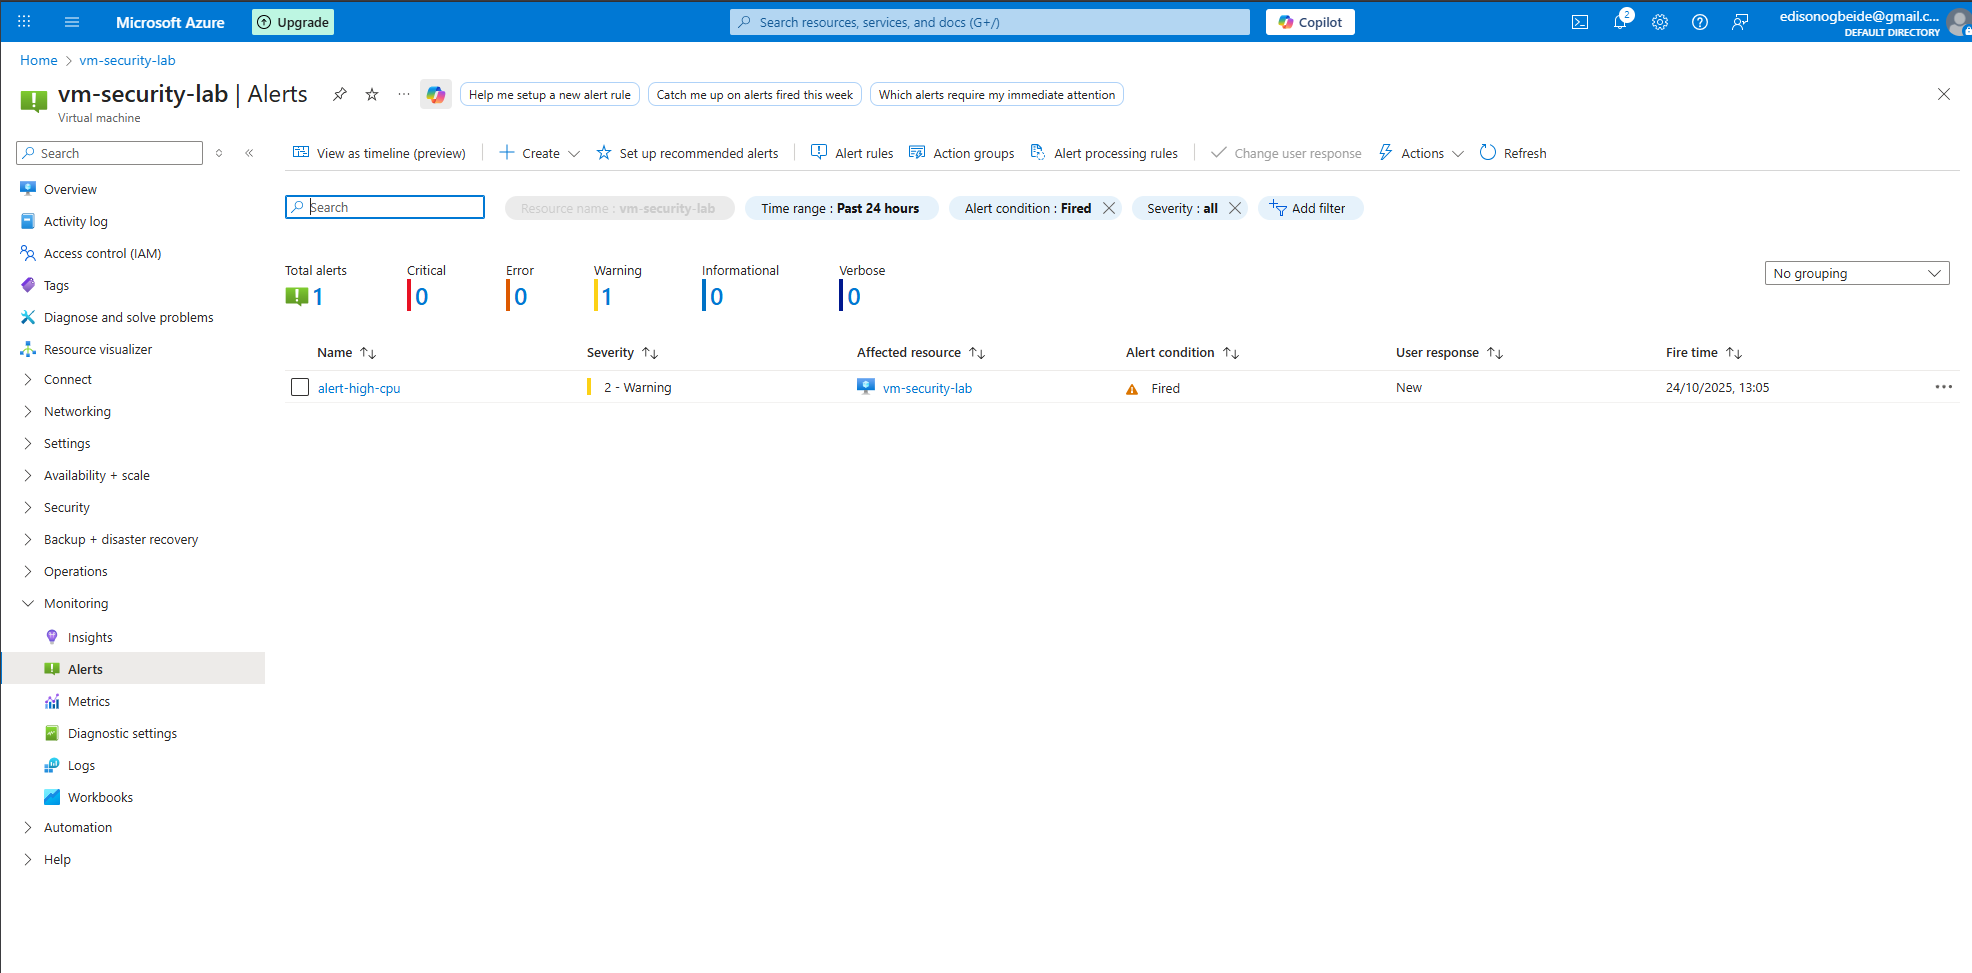 Microsoft Azure
Upgrade
Search resources, services, and docs (G+/)
Copilot
2
edisonogbeide@gmail.c...
DEFAULT DIRECTORY
Home > vm-security-lab
vm-security-lab | Alerts
Virtual machine
Help me setup a new alert rule
Catch me up on alerts fired this week
Which alerts require my immediate attention
Search
View as timeline (preview)
Create
Set up recommended alerts
Alert rules
Action groups
Alert processing rules
Change user response
Actions
Refresh
Overview
Activity log
Access control (IAM)
Tags
Diagnose and solve problems
Resource visualizer
Connect
Networking
Settings
Availability + scale
Security
Backup + disaster recovery
Operations
Monitoring
Insights
Alerts
Metrics
Diagnostic settings
Logs
Workbooks
Automation
Help
Search
Resource name : vm-security-lab
Time range : Past 24 hours
Alert condition : Fired
Severity : all
Add filter
Total alerts
1
Critical
0
Error
0
Warning
1
Informational
0
Verbose
0
No grouping
Name
Severity
Affected resource
Alert condition
User response
Fire time
alert-high-cpu
2 - Warning
vm-security-lab
Fired
New
24/10/2025, 13:05